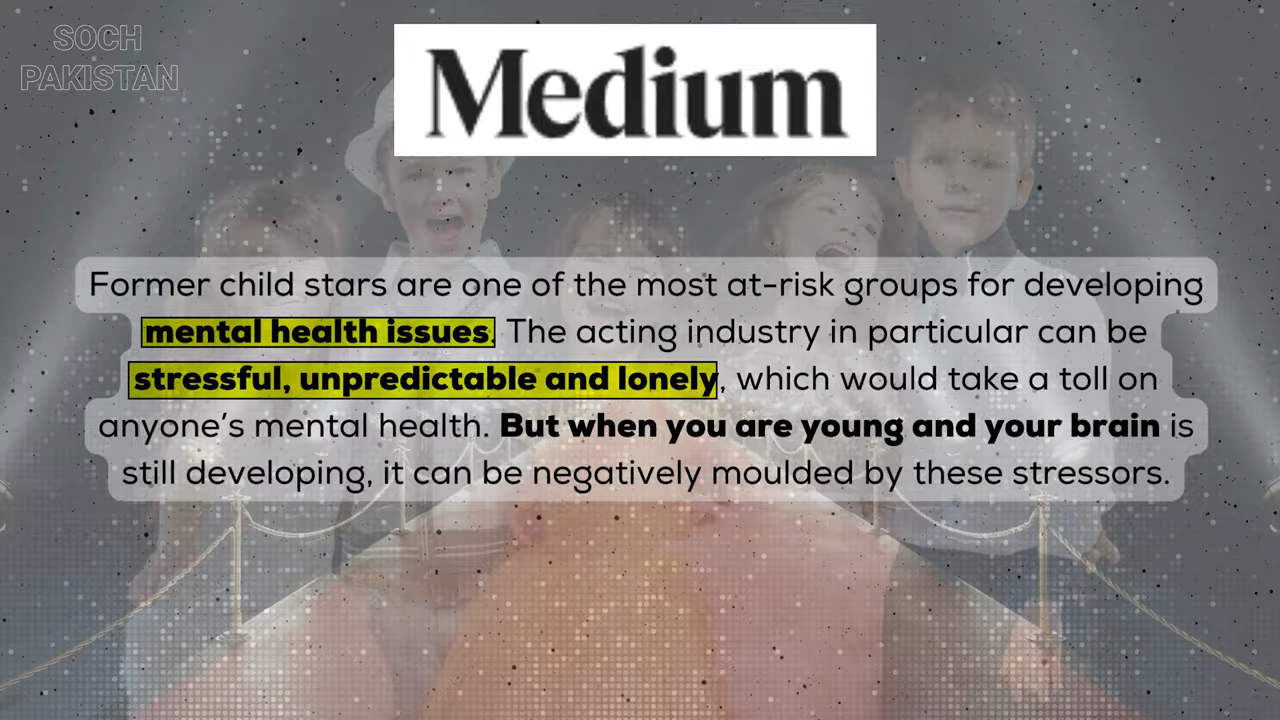 SOCH
PAKISTAN
Medium
Former child stars are one of the most at-risk groups for developing
mental health issues. The acting industry in particular can be
stressful, unpredictable and lonely, which would take a toll on
anyone’s mental health. But when you are young and your brain is
still developing, it can be negatively moulded by these stressors.